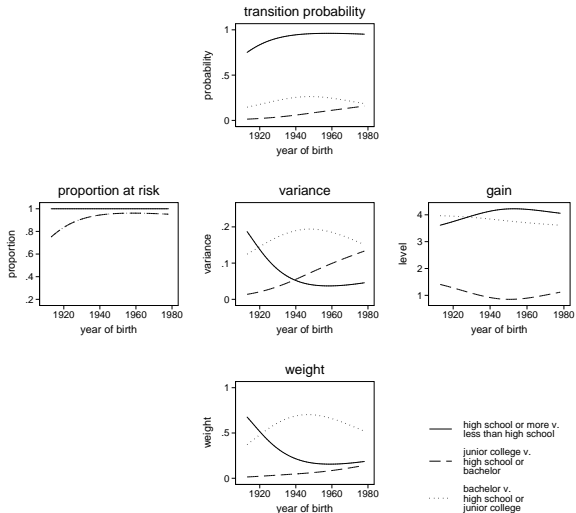 transition probability
1
.5
0
probability
1920 1940 1960 1980
year of birth
proportion at risk
1
.8
.6
.4
.2
proportion
1920 1940 1960 1980
year of birth
variance
.2
.1
0
variance
1920 1940 1960 1980
year of birth
gain
4
3
2
1
level
1920 1940 1960 1980
year of birth
weight
1
.5
0
weight
1920 1940 1960 1980
year of birth
high school or more v.
less than high school
junior college v.
high school or
bachelor
bachelor v.
high school or
junior college